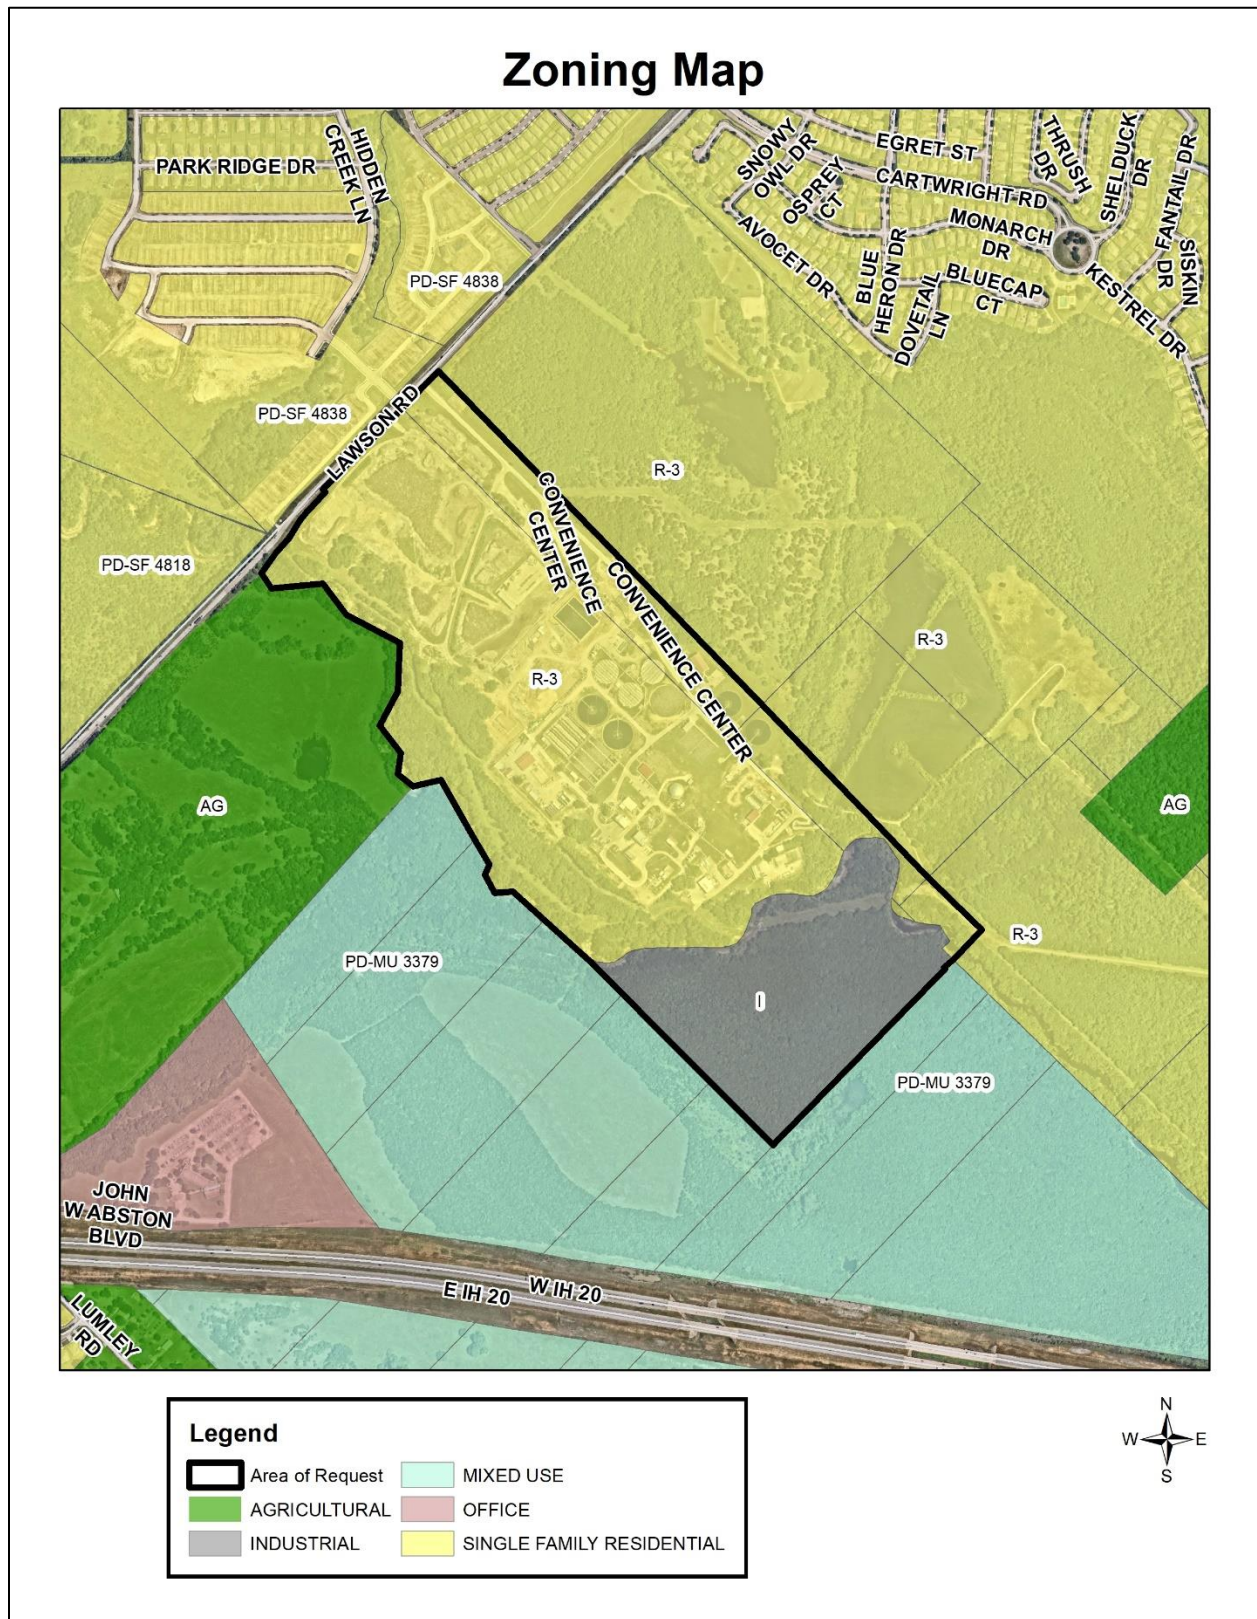 Zoning Map
PARK RIDGE DR
HIDDEN
CREEK LN
SNOWY
OWL DR
EGRET ST
THRUSH
DR
SHELDUCK
DR
FANTAIL DR
OSPREY
CT
CARTWRIGHT RD
MONARCH
DR
SISKIN
DR
AVOCET DR
BLUE
HERON DR
DOVETAIL
LN
BLUECAP
CT
KESTREL DR
PD-SF 4838
PD-SF 4838
LAWSON RD
R-3
CONVENIENCE
CENTER
PD-SF 4818
CONVENIENCE CENTER
R-3
R-3
AG
AG
R-3
PD-MU 3379
I
PD-MU 3379
JOHN
W ABSTON
BLVD
E IH 20
W IH 20
LUMLEY
RD
Legend
Area of Request
MIXED USE
AGRICULTURAL
OFFICE
INDUSTRIAL
SINGLE FAMILY RESIDENTIAL
N
W
E
S